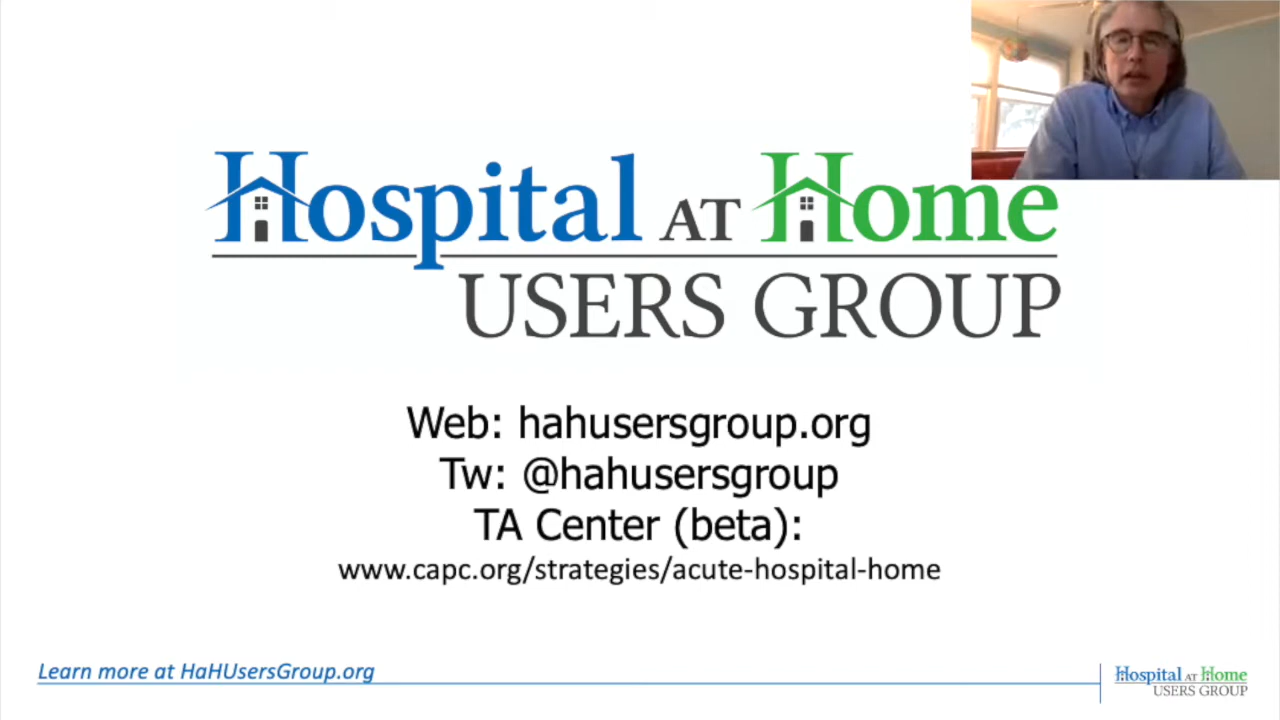 Hospital AT Home
USERS GROUP
Web: hahusersgroup.org
Tw: @hahusersgroup
TA Center (beta):
www.capc.org/strategies/acute-hospital-home
Learn more at HaHUsersGroup.org
Hospital AT Home
USERS GROUP